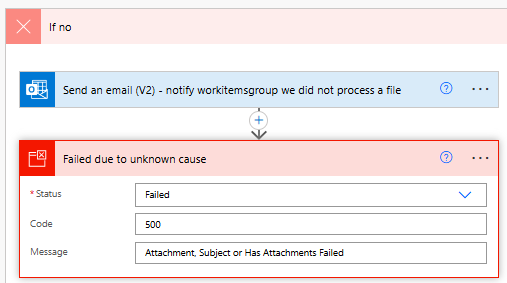 If no
Send an email (V2) - notify workitemsgroup we did not process a file
Failed due to unknown cause
* Status
Failed
Code
500
Message
Attachment, Subject or Has Attachments Failed